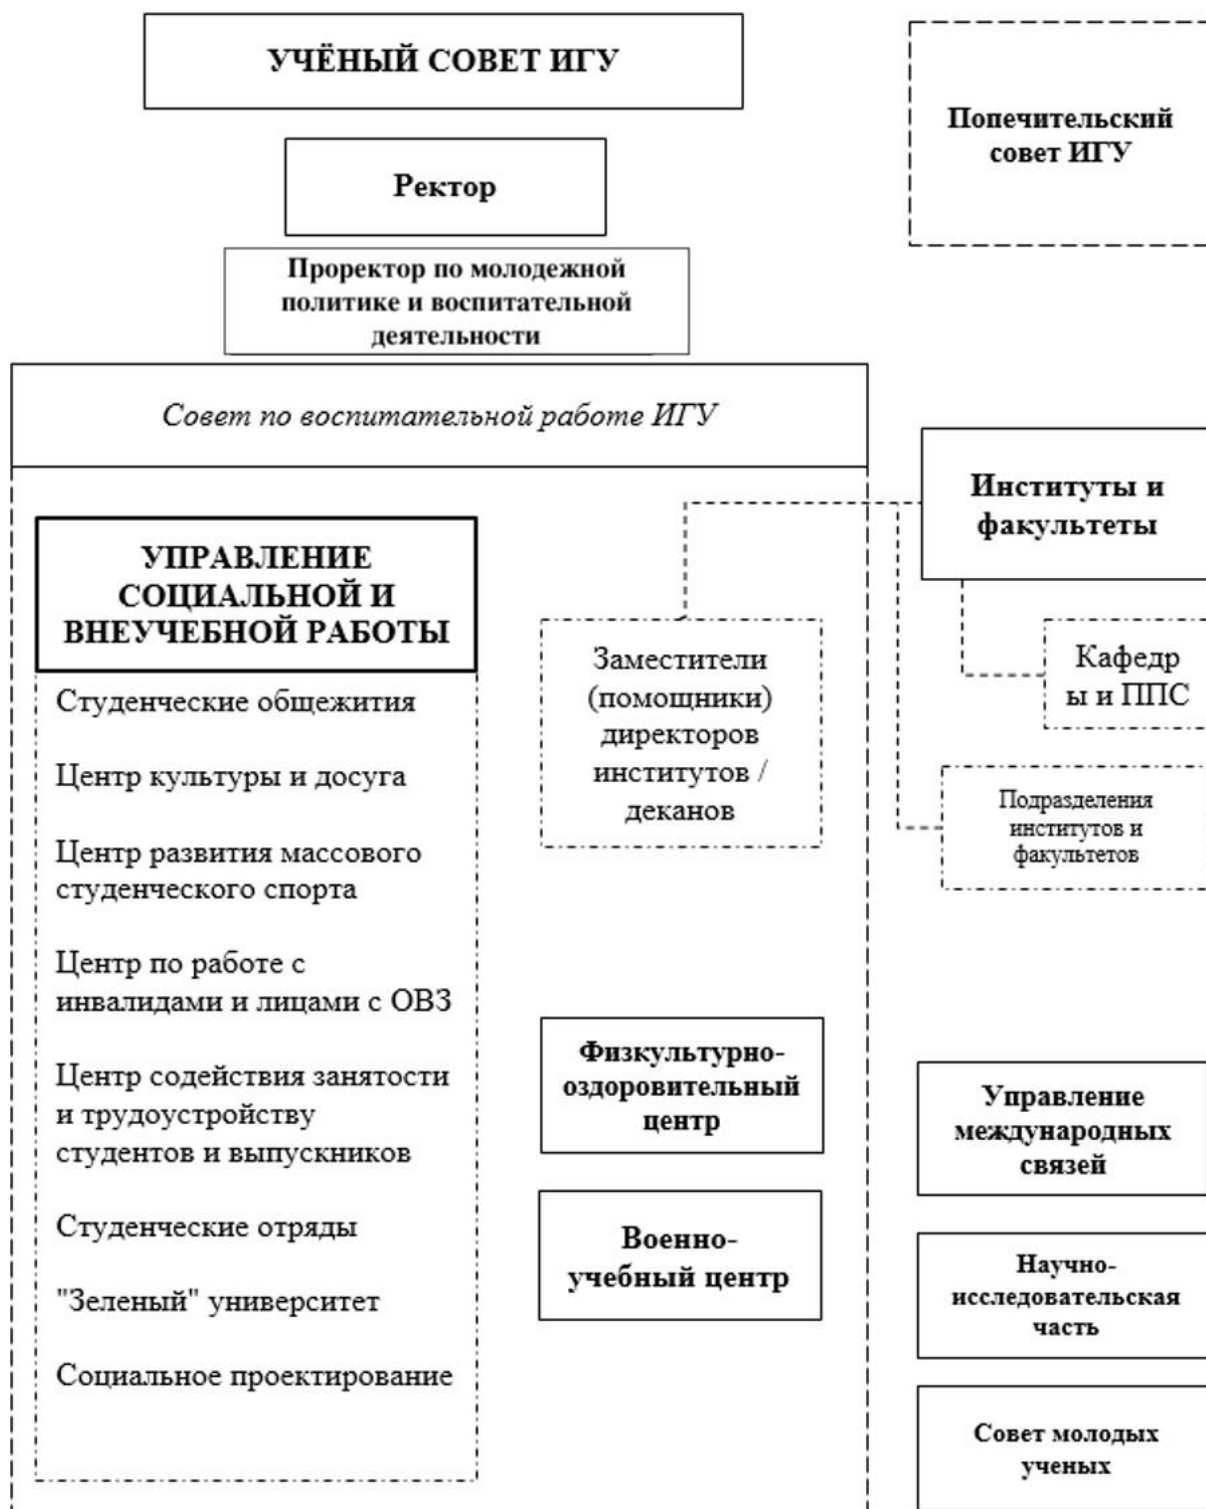 УЧЁНЫЙ СОВЕТ ИГУ
Попечительский
совет ИГУ
Ректор
Проректор по молодежной
политике и воспитательной
деятельности
Совет по воспитательной работе ИГУ
Институты и
факультеты
УПРАВЛЕНИЕ
СОЦИАЛЬНОЙ И
ВНЕУЧЕБНОЙ РАБОТЫ
Студенческие общежития
Центр культуры и досуга
Центр развития массового
студенческого спорта
Центр по работе с
инвалидами и лицами с ОВЗ
Центр содействия занятости
и трудоустройству
студентов и выпускников
Студенческие отряды
"Зеленый" университет
Социальное проектирование
Заместители
(помощники)
директоров
институтов /
деканов
Кафедр
ы и ППС
Подразделения
институтов и
факультетов
Физкультурно-
оздоровительный
центр
Военно-
учебный центр
Управление
международных
связей
Научно-
исследовательская
часть
Совет молодых
ученых